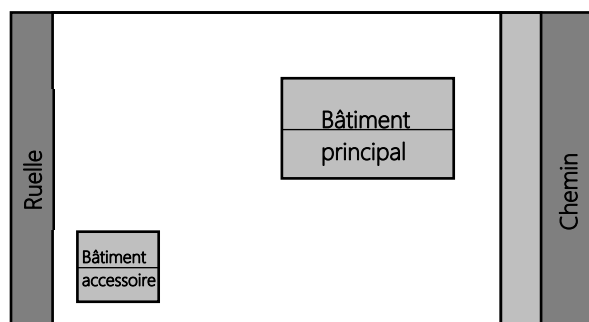 Ruelle
Bâtiment
principal
Bâtiment
accessoire
Chemin